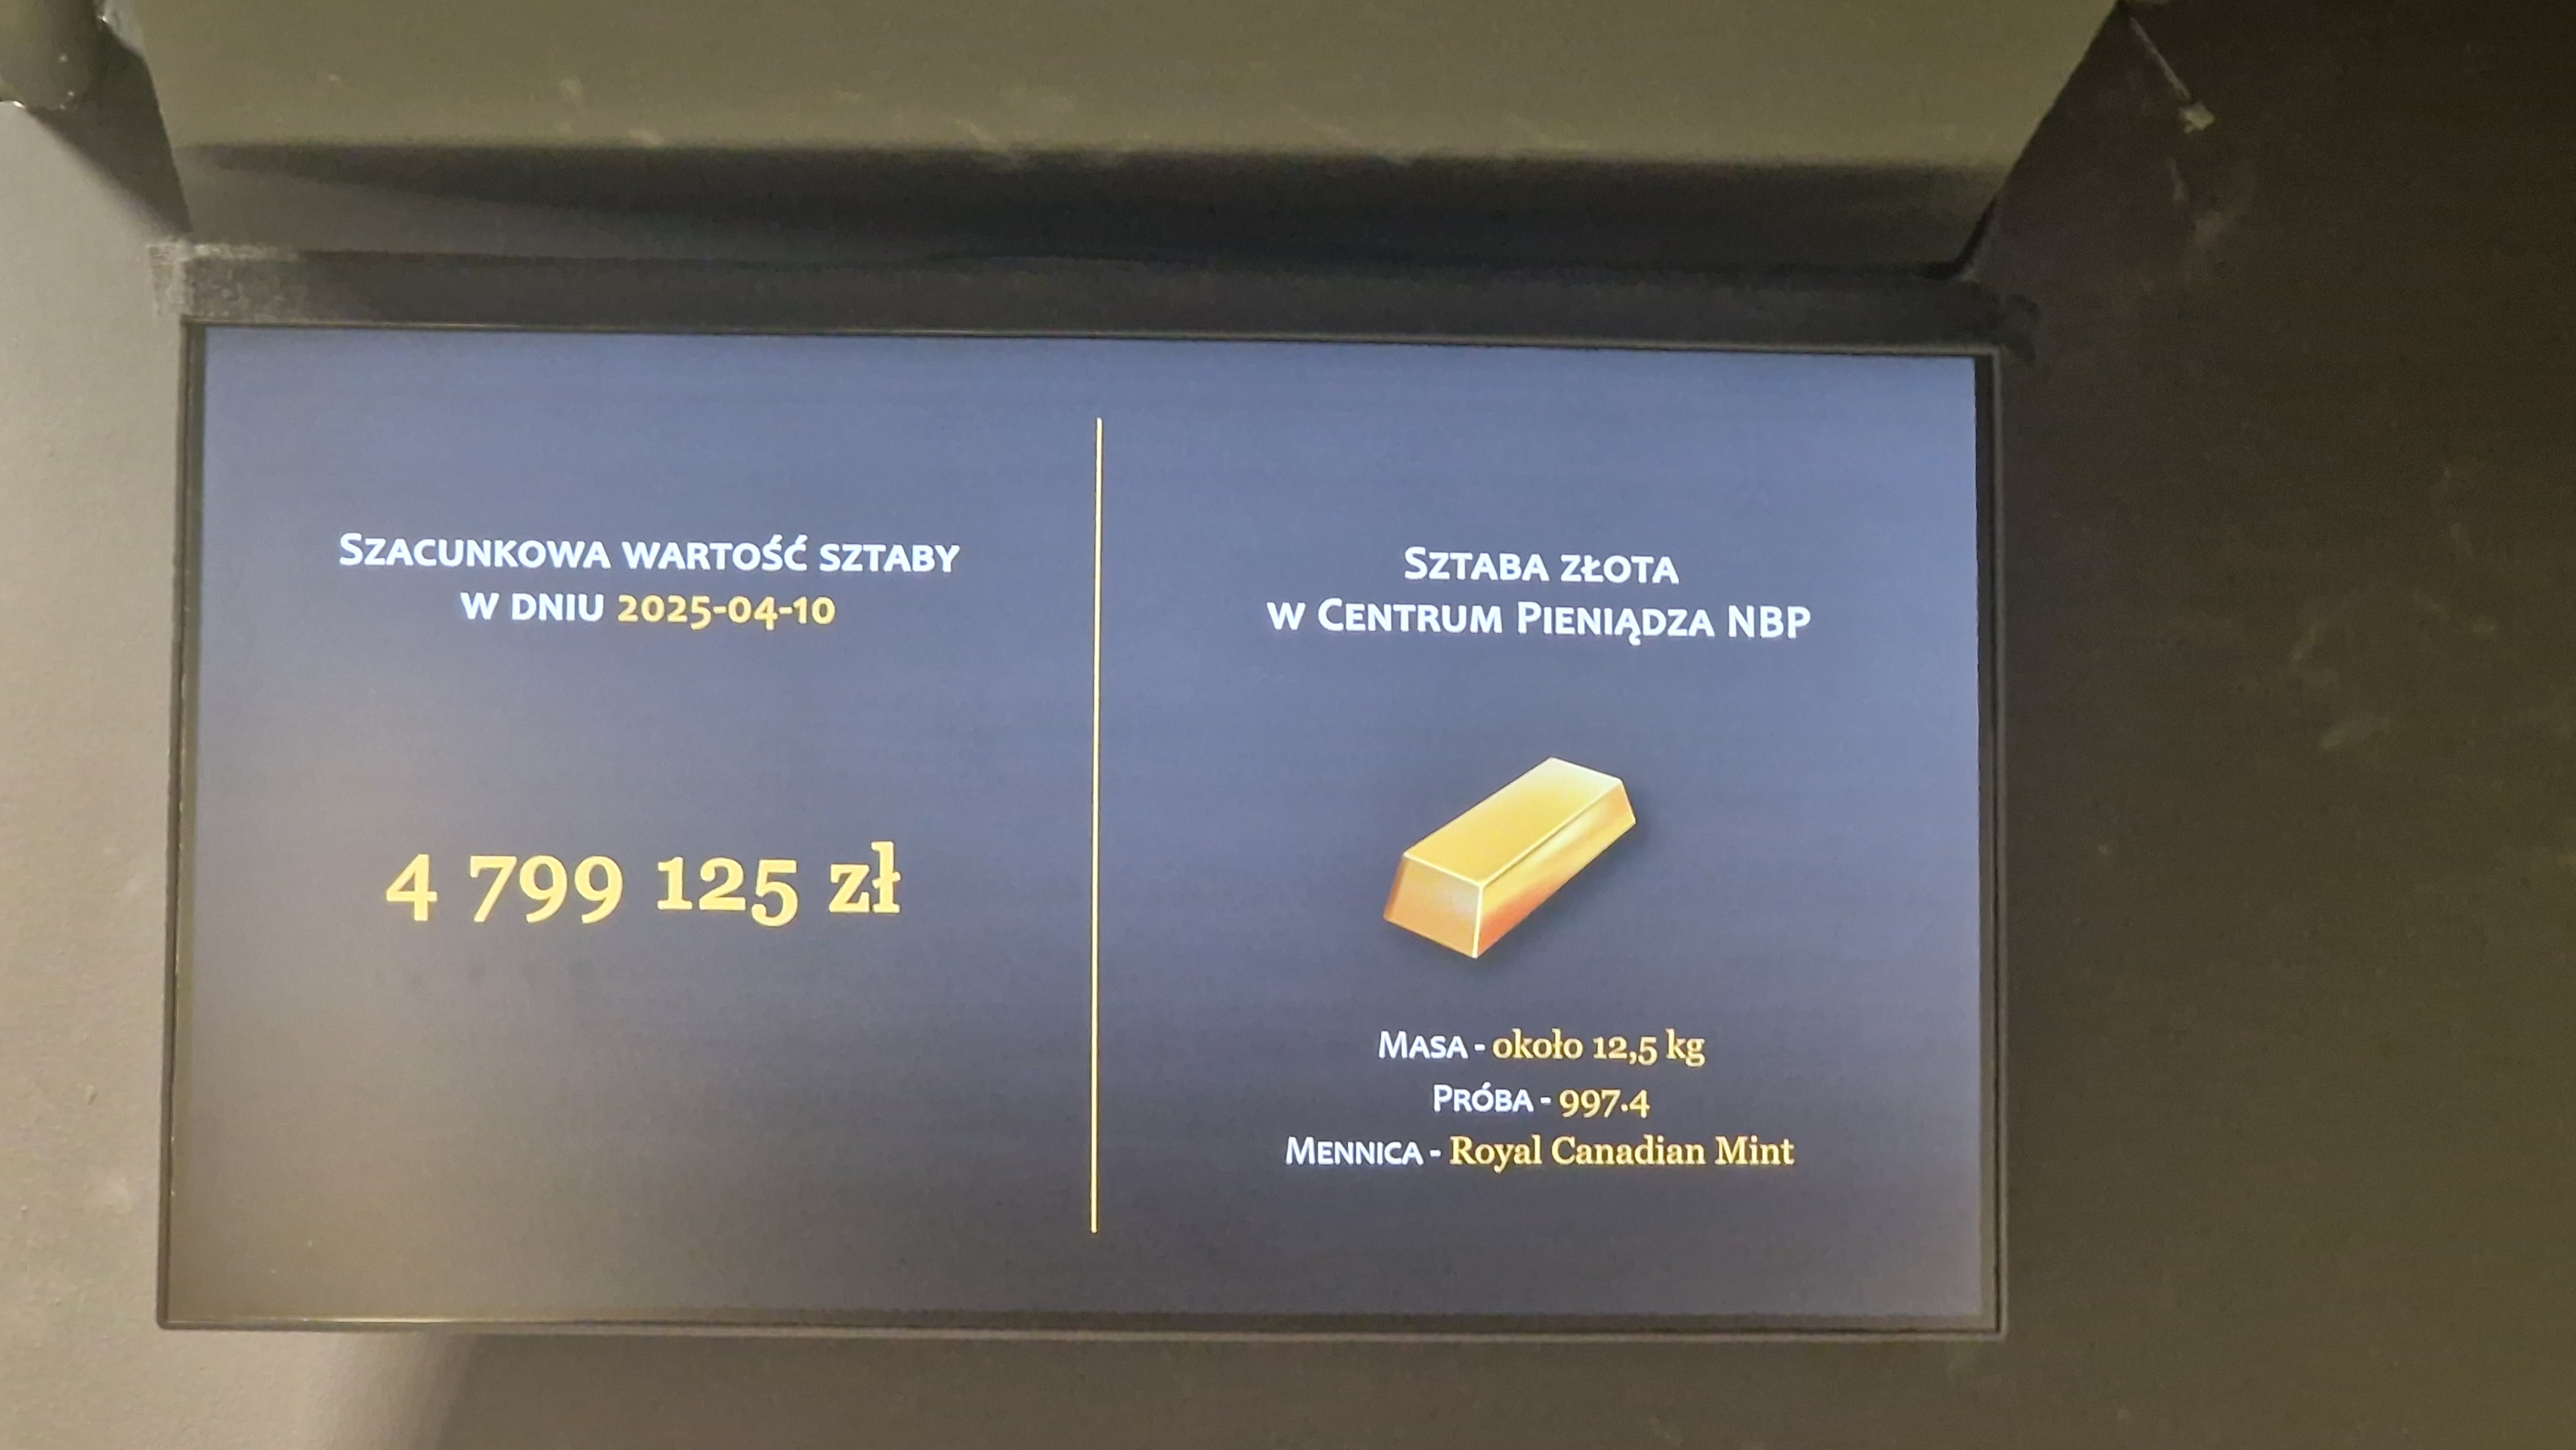 Szacunkowa wartość sztaby
w dniu 2025-04-10
4 799 125 zł
Sztaba złota
w Centrum Pieniądza NBP
Masa - około 12,5 kg
Próba - 997.4
Mennica - Royal Canadian Mint